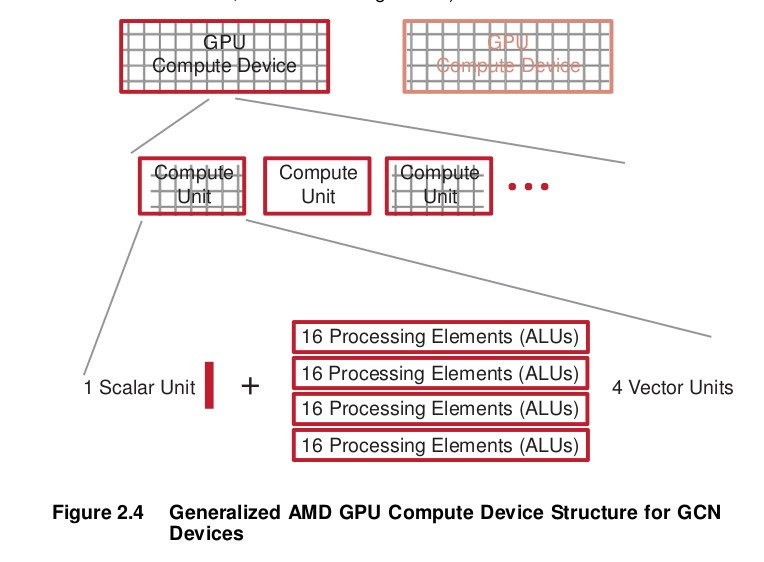 GPU
Compute Device
GPU
Compute Device
Compute
Unit
Compute
Unit
Compute
Unit
16 Processing Elements (ALUs)
16 Processing Elements (ALUs)
1 Scalar Unit
+
4 Vector Units
16 Processing Elements (ALUs)
16 Processing Elements (ALUs)
Figure 2.4 Generalized AMD GPU Compute Device Structure for GCN
Devices